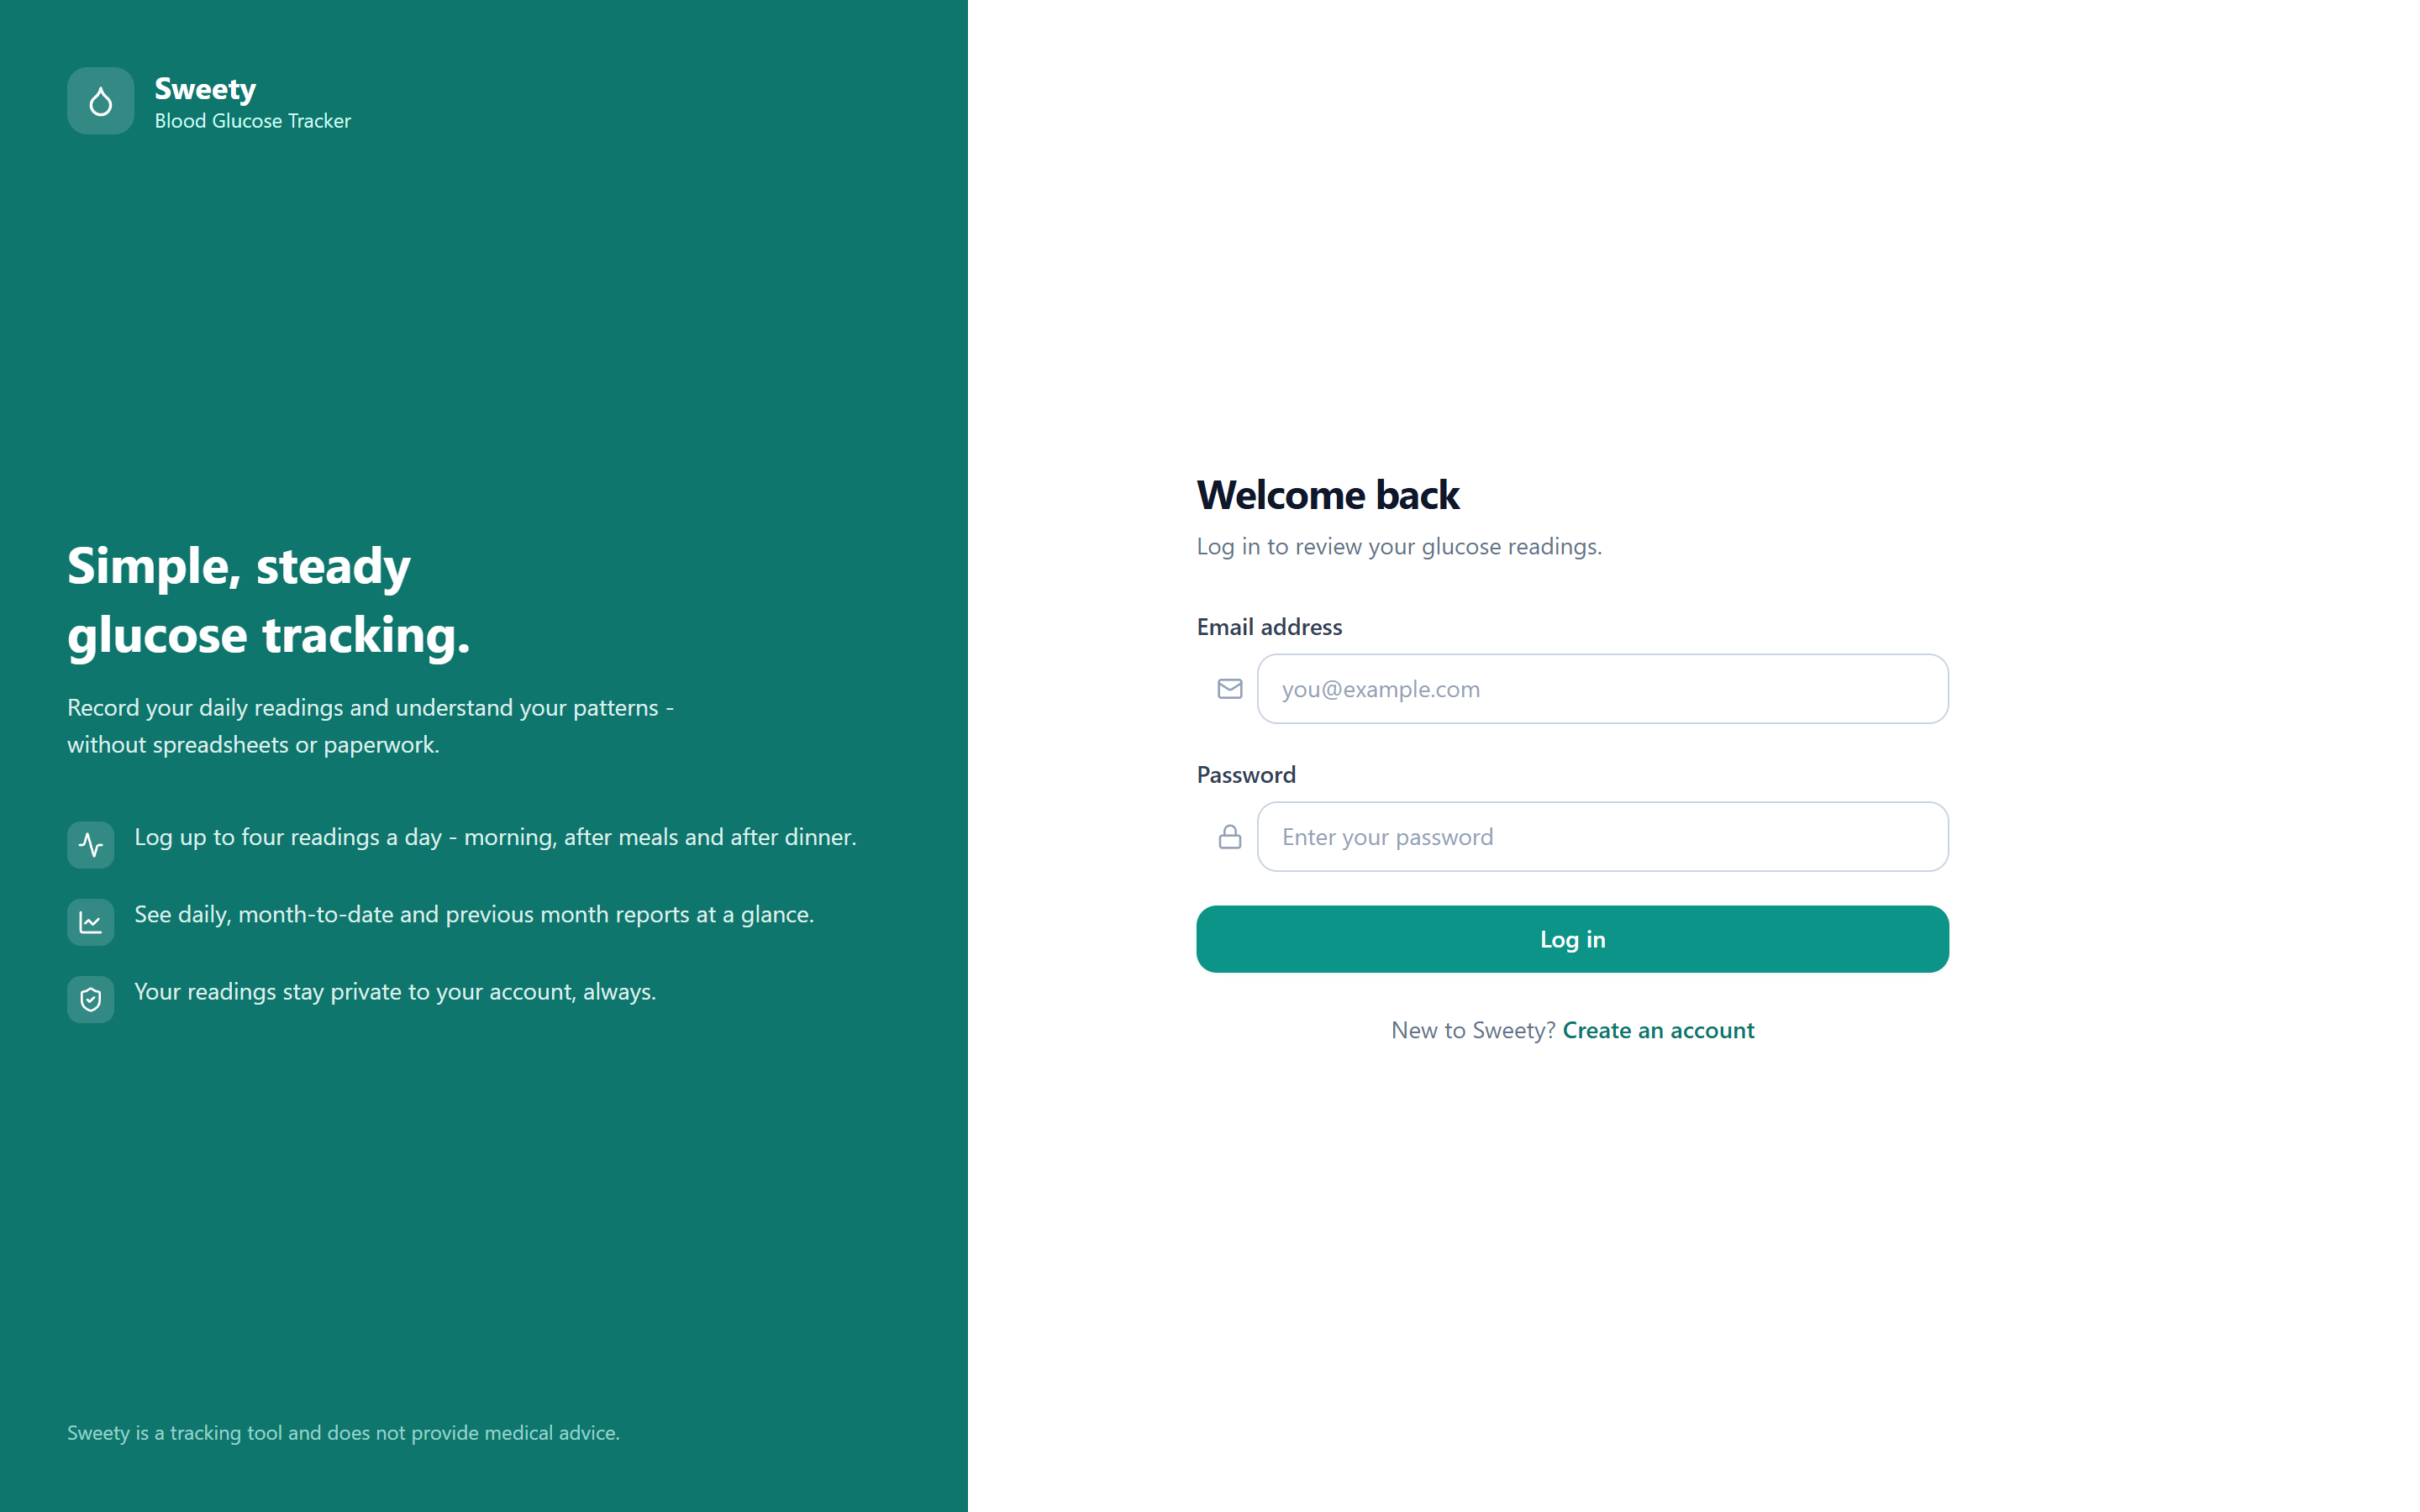 Sweety
Blood Glucose Tracker
Simple, steady
glucose tracking.
Record your daily readings and understand your patterns -
without spreadsheets or paperwork.
Log up to four readings a day - morning, after meals and after dinner.
See daily, month-to-date and previous month reports at a glance.
Your readings stay private to your account, always.
Sweety is a tracking tool and does not provide medical advice.
Welcome back
Log in to review your glucose readings.
Email address
you@example.com
Password
Enter your password
Log in
New to Sweety? Create an account